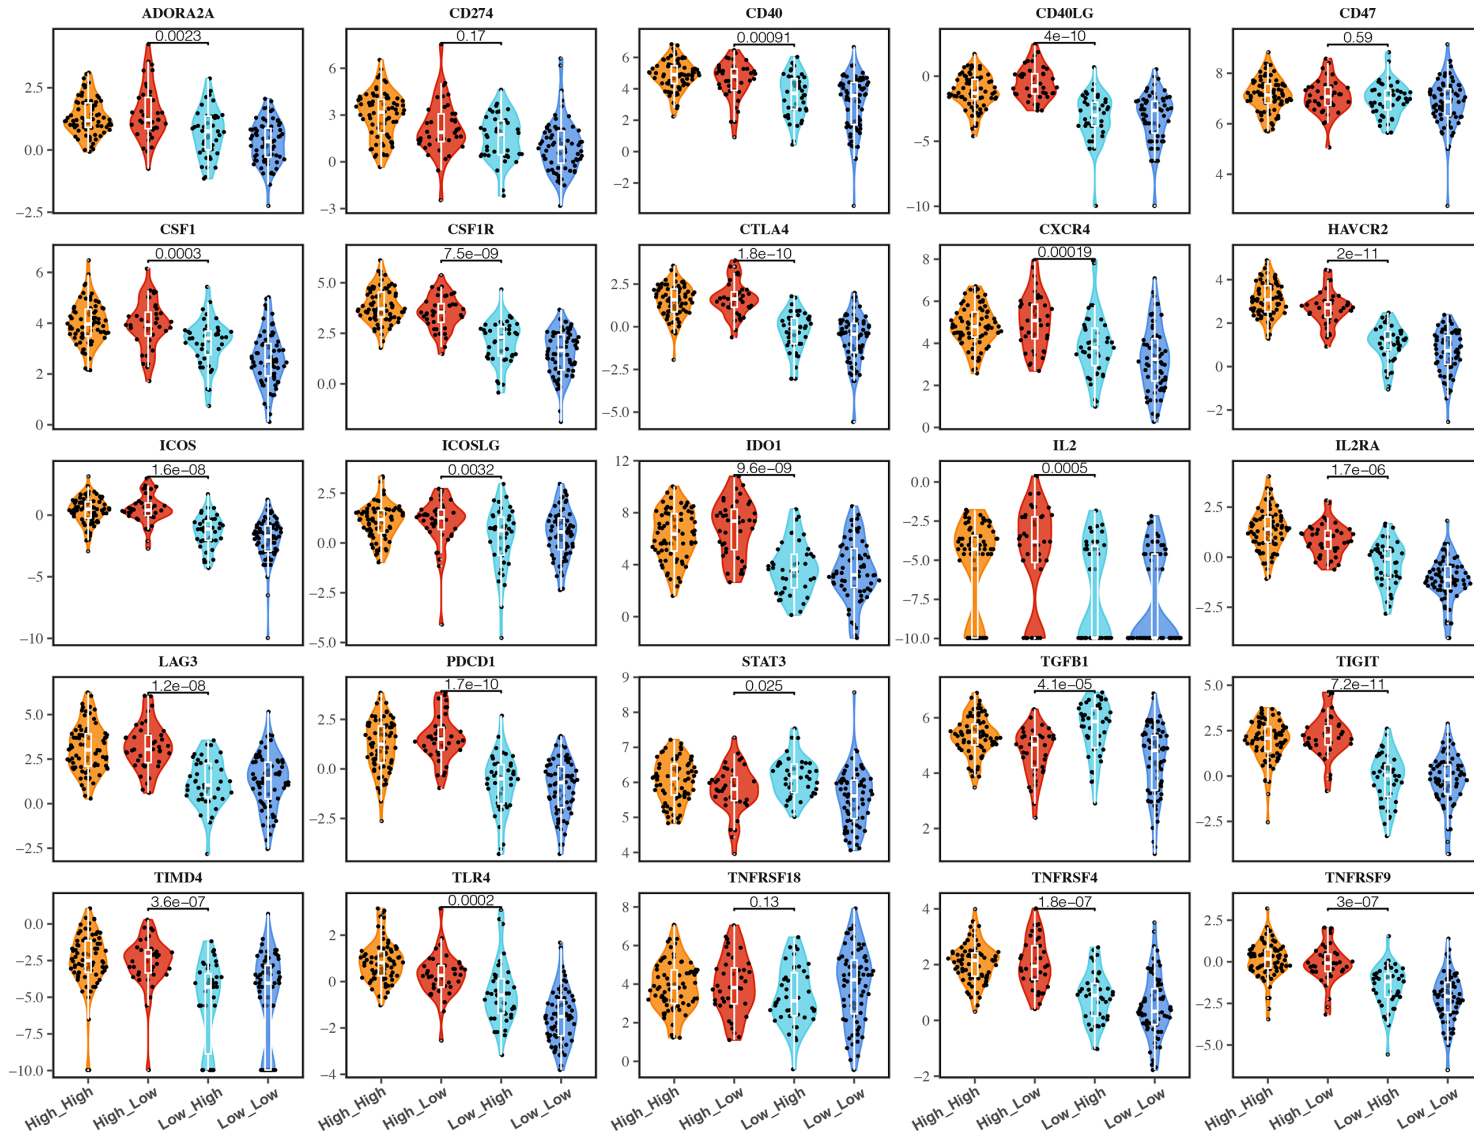 ADORA2A CD274 CD40 CD40LG CD47
0.0023 0.17 0.00091 4e−10 0.59
2.5 0.0 −2.5
6 3 0 −3
6 4 2 0 −2
0 −5 −10
8 6 4
CSF1 CSF1R CTLA4 CXCR4 HAVCR2
0.0003 7.5e−09 1.8e−10 0.00019 2e−11
6 4 2 0
5.0 2.5 0.0
2.5 0.0 −2.5 −5.0
8 6 4 2 0
4 2 0 −2
ICOS ICOSLG IDO1 IL2 IL2RA
1.6e−08 0.0032 9.6e−09 0.0005 1.7e−06
0 −5 −10
2.5 0.0 −2.5 −5.0
12 8 4 0
0.0 −2.5 −5.0 −7.5 −10.0
2.5 0.0 −2.5
LAG3 PDCD1 STAT3 TGFB1 TIGIT
1.2e−08 1.7e−10 0.025 4.1e−05 7.2e−11
5.0 2.5 0.0 −2.5
2.5 0.0 −2.5
9 8 7 6 5 4
6 4 2
5.0 2.5 0.0 −2.5
TIMD4 TLR4 TNFRSF18 TNFRSF4 TNFRSF9
3.6e−07 0.0002 0.13 1.8e−07 3e−07
0.0 −2.5 −5.0 −7.5 −10.0
2 0 −2 −4
8 6 4 2 0
4 2 0 −2
2.5 0.0 −2.5 −5.0
High_High High_Low Low_High Low_Low High_High High_Low Low_High Low_Low High_High High_Low Low_High Low_Low High_High High_Low Low_High Low_Low High_High High_Low Low_High Low_Low